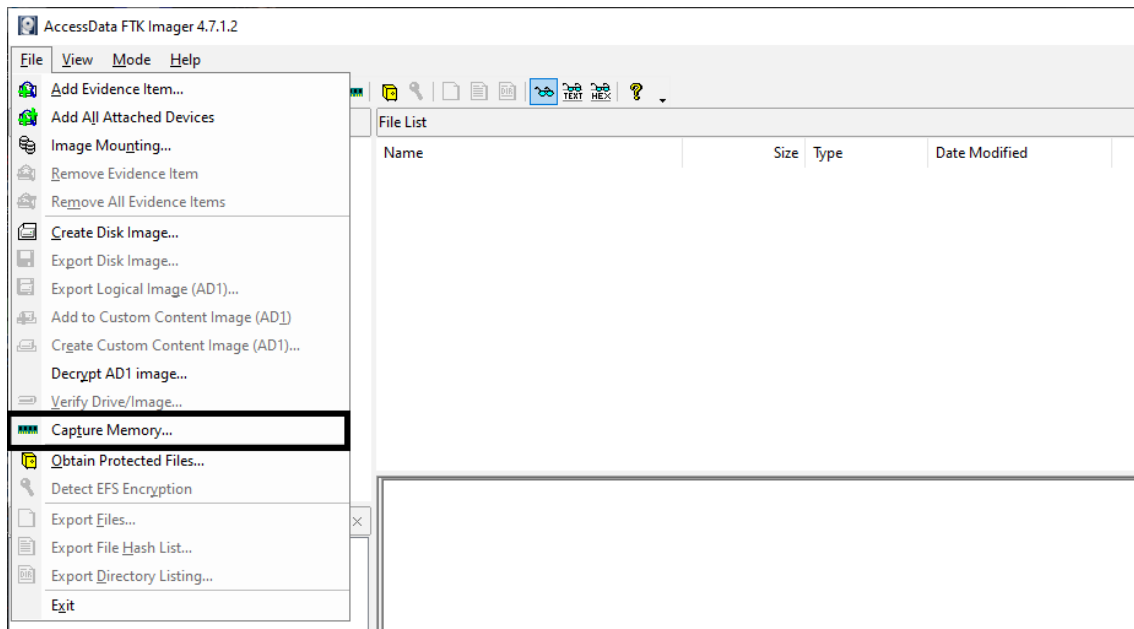 AccessData FTK Imager 4.7.1.2
File View Mode Help
Add Evidence Item...
Add All Attached Devices
Image Mounting...
Remove Evidence Item
Remove All Evidence Items
Create Disk Image...
Export Disk Image...
Export Logical Image (AD1)...
Add to Custom Content Image (AD1)
Create Custom Content Image (AD1)...
Decrypt AD1 image...
Verify Drive/Image...
Capture Memory...
Obtain Protected Files...
Detect EFS Encryption
Export Files...
Export File Hash List...
Export Directory Listing...
Exit
TEXT HEX
File List
Name Size Type Date Modified